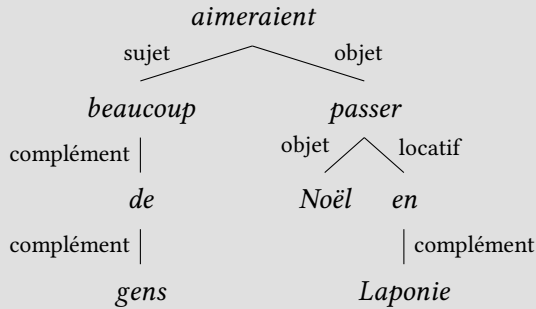 aimeraient
sujet objet
beaucoup passer
complément objet locatif
de Noël en
complément complément
gens Laponie